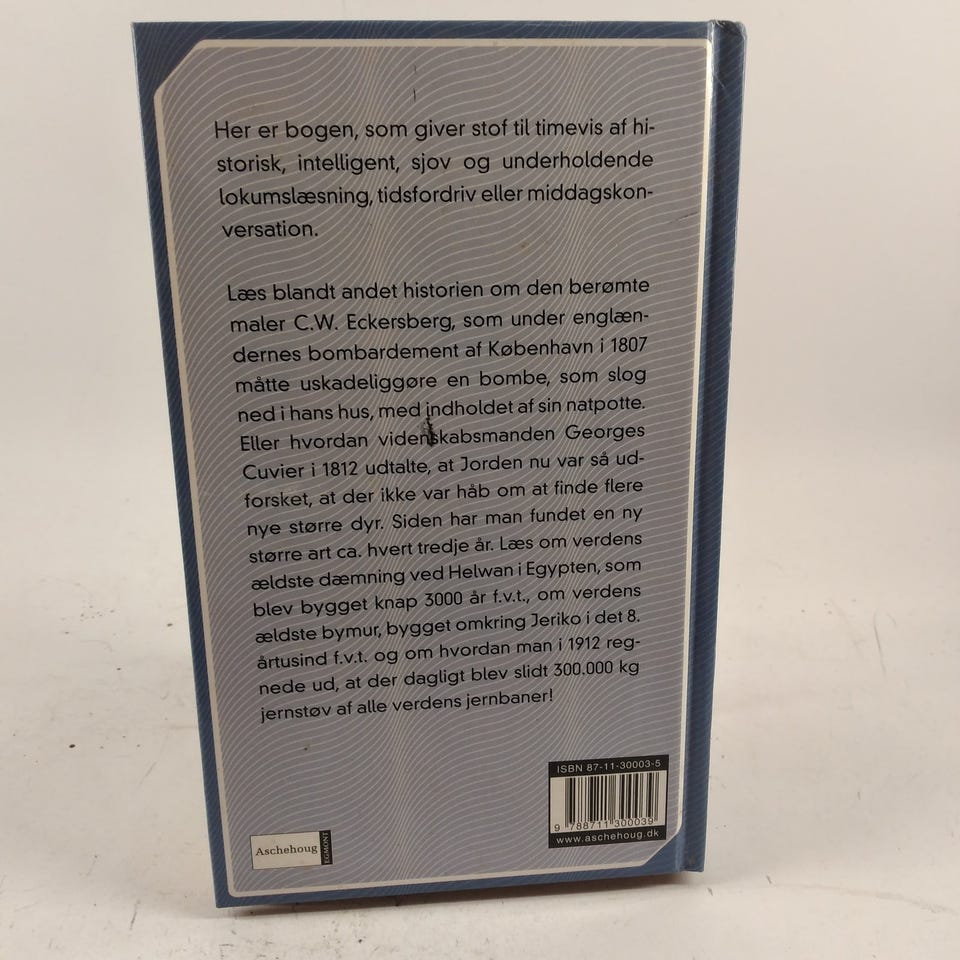 Her er bogen, som giver stof til timevis af hi-
storisk, intelligent, sjov og underholdende
lokumslæsning, tidsfordriv eller middagskon-
versation.
Læs blandt andet historien om den berømte
maler C.W. Eckersberg, som under englæn-
dernes bombardement af København i 1807
måtte uskadeliggøre en bombe, som slog
ned i hans hus, med indholdet af sin natpotte.
Eller hvordan videnskabsmanden Georges
Cuvier i 1812 udtalte, at Jorden nu var så ud-
forsket, at der ikke var håb om at finde flere
nye større dyr. Siden har man fundet en ny
større art ca. hvert tredje år. Læs om verdens
ældste dæmning ved Helwan i Egypten, som
blev bygget knap 3000 år f.v.t., om verdens
ældste bymur, bygget omkring Jeriko i det 8.
årtusind f.v.t. og om hvordan man i 1912 reg-
nede ud, at der dagligt blev slidt 300.000 kg
jernstøv af alle verdens jernbaner!
ISBN 87-11-30003-5
9 788711 300039
www.aschehoug.dk
Aschehoug
EGMONT